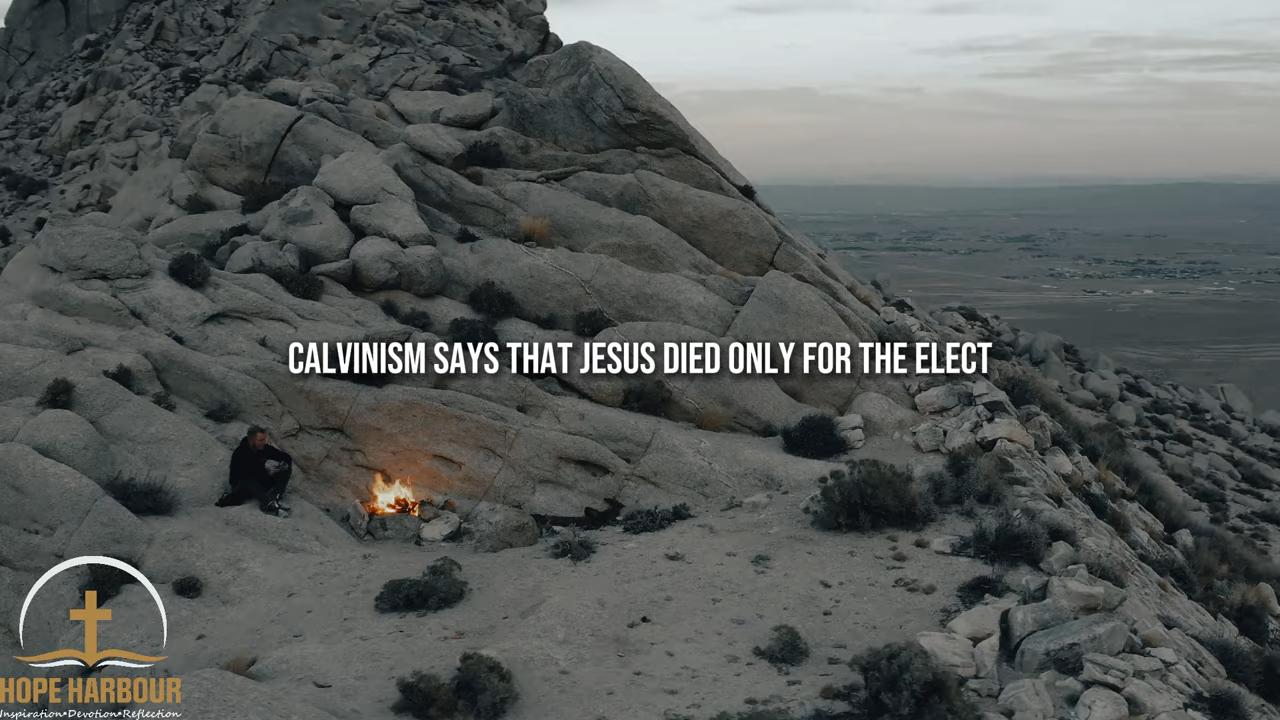 CALVINISM SAYS THAT JESUS DIED ONLY FOR THE ELECT
HOPE HARBOUR
Inspiration•Devotion•Reflection